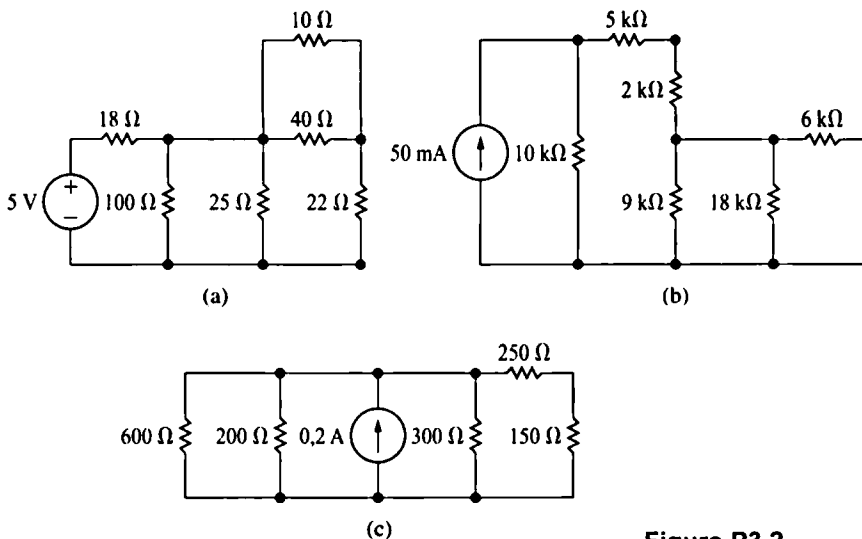 10 Ω
18 Ω
40 Ω
5 V
+
−
100 Ω
25 Ω
22 Ω
(a)
5 kΩ
2 kΩ
6 kΩ
50 mA
10 kΩ
9 kΩ
18 kΩ
(b)
250 Ω
600 Ω
200 Ω
0,2 A
300 Ω
150 Ω
(c)
Figure P3.2